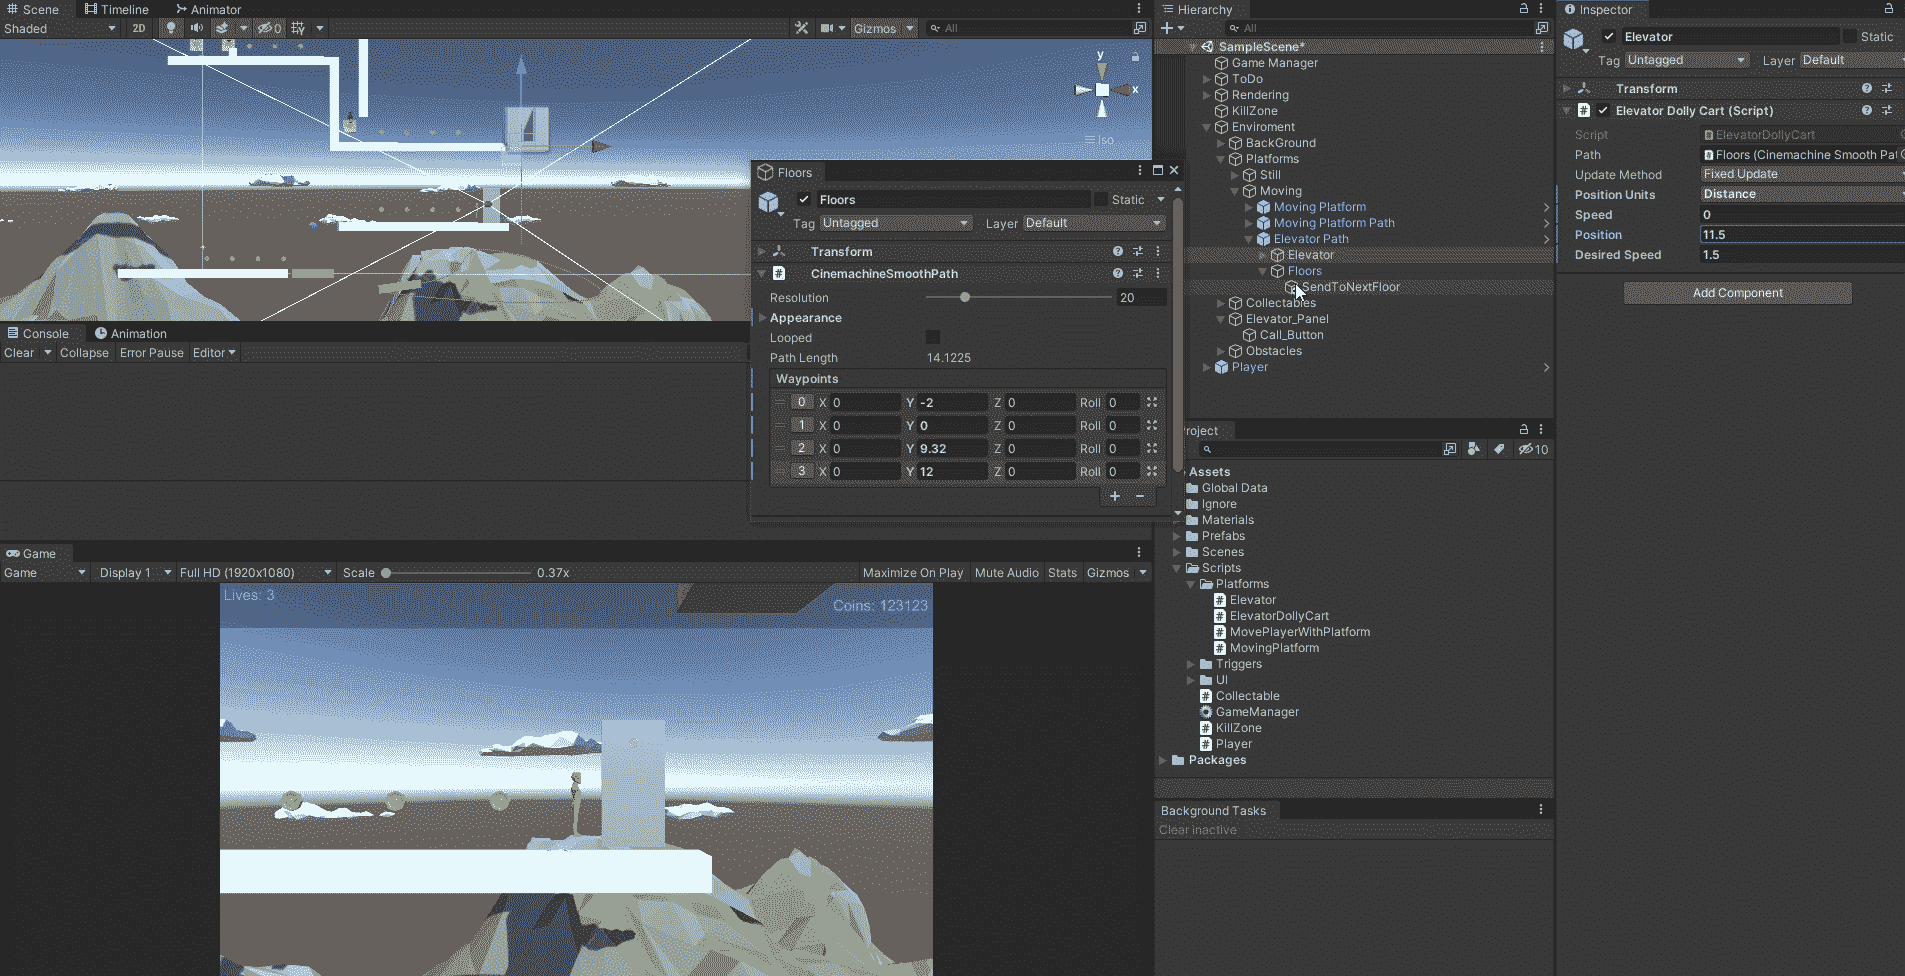 Scene Timeline Animator
Shaded 2D 0 Gizmos All
y
x
Iso
Console Animation
Clear Collapse Error Pause Editor
Floors
Floors Static
Tag Untagged Layer Default
Transform
CinemachineSmoothPath
Resolution 20
Appearance
Looped
Path Length 14.1225
Waypoints
0 X 0 Y -2 Z 0 Roll 0
1 X 0 Y 0 Z 0 Roll 0
2 X 0 Y 9.32 Z 0 Roll 0
3 X 0 Y 12 Z 0 Roll 0
+ −
Game
Game Display 1 Full HD (1920x1080) Scale 0.37x Maximize On Play Mute Audio Stats Gizmos
Lives: 3
Coins: 123123
Hierarchy
+ All
SampleScene*
Game Manager
ToDo
Rendering
KillZone
Enviroment
BackGround
Platforms
Still
Moving
Moving Platform
Moving Platform Path
Elevator Path
Elevator
Floors
SendToNextFloor
Collectables
Elevator_Panel
Call_Button
Obstacles
Player
roject
10
Assets
Global Data
Ignore
Materials
Prefabs
Scenes
Scripts
Platforms
Elevator
ElevatorDollyCart
MovePlayerWithPlatform
MovingPlatform
Triggers
UI
Collectable
GameManager
KillZone
Player
Packages
Background Tasks
Clear inactive
Inspector
Elevator Static
Tag Untagged Layer Default
Transform
Elevator Dolly Cart (Script)
Script ElevatorDollyCart
Path Floors (Cinemachine Smooth Pat
Update Method Fixed Update
Position Units Distance
Speed 0
Position 11.5
Desired Speed 1.5
Add Component